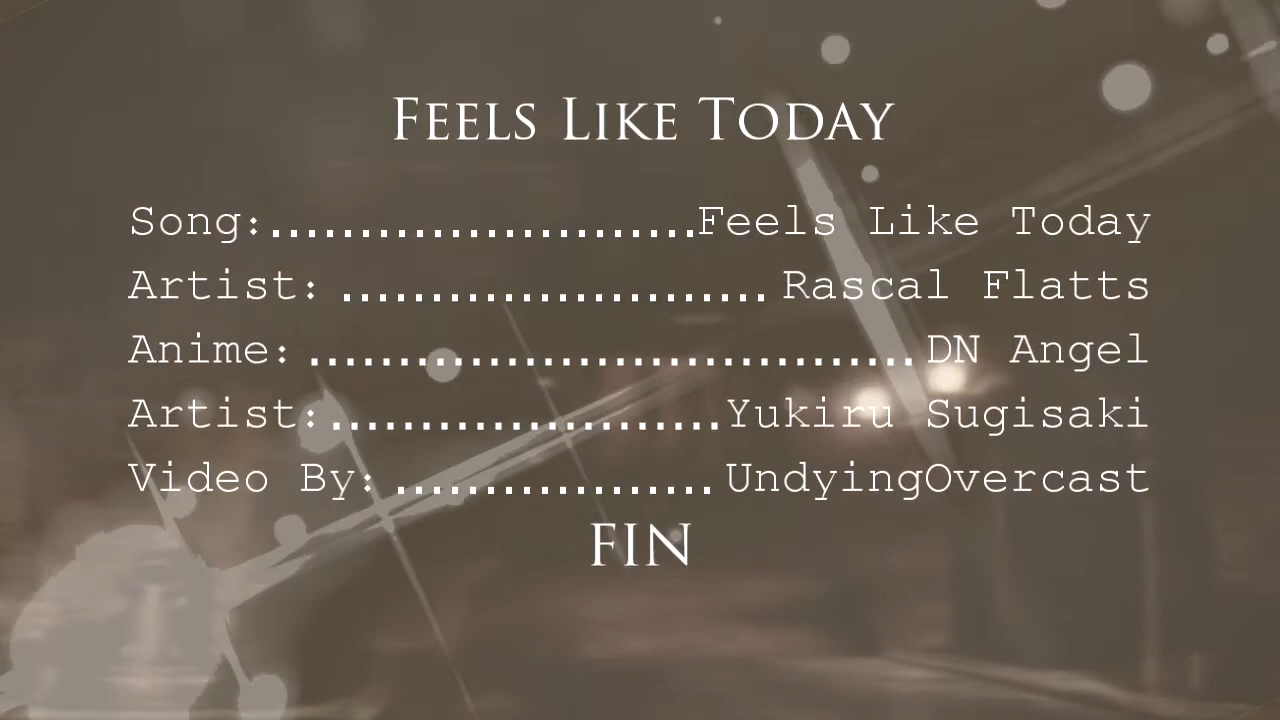 Feels Like Today
Song:........................Feels Like Today
Artist: ........................ Rascal Flatts
Anime: .................................. DN Angel
Artist: ......................Yukiru Sugisaki
Video By: .................. UndyingOvercast
FIN